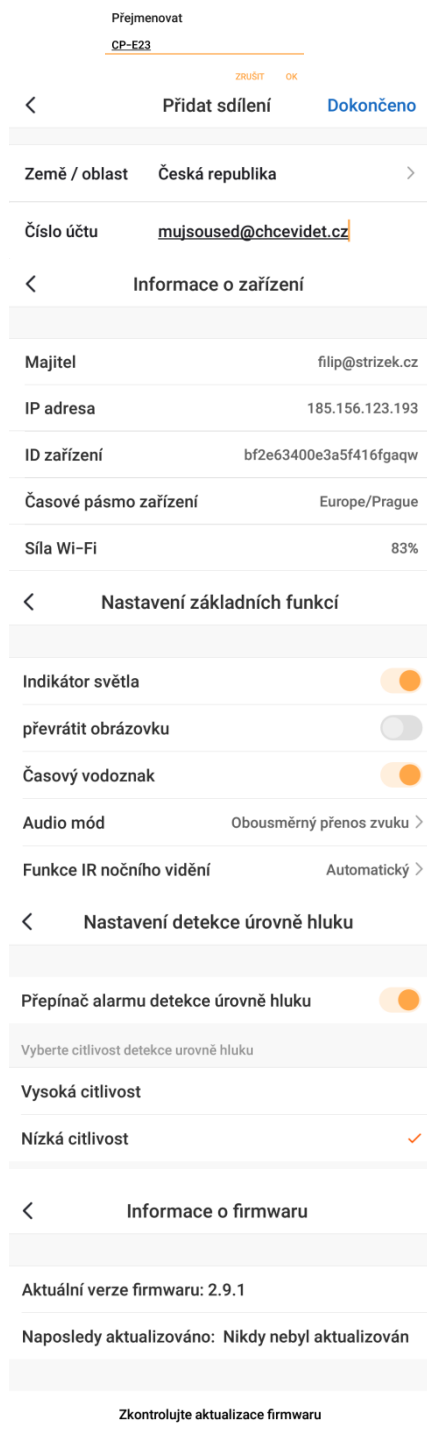 Přejmenovat
CP-E23
ZRUŠIT OK
Přidat sdílení Dokončeno
Země / oblast Česká republika
Číslo účtu mujsoused@chcevidet.cz
Informace o zařízení
Majitel filip@strizek.cz
IP adresa 185.156.123.193
ID zařízení bf2e63400e3a5f416fgaqw
Časové pásmo zařízení Europe/Prague
Síla Wi-Fi 83%
Nastavení základních funkcí
Indikátor světla
převrátit obrázovku
Časový vodoznak
Audio mód Obousměrný přenos zvuku
Funkce IR nočního vidění Automatický
Nastavení detekce úrovně hluku
Přepínač alarmu detekce úrovně hluku
Vyberte citlivost detekce urovně hluku
Vysoká citlivost
Nízká citlivost
Informace o firmwaru
Aktuální verze firmwaru: 2.9.1
Naposledy aktualizováno: Nikdy nebyl aktualizován
Zkontrolujte aktualizace firmwaru